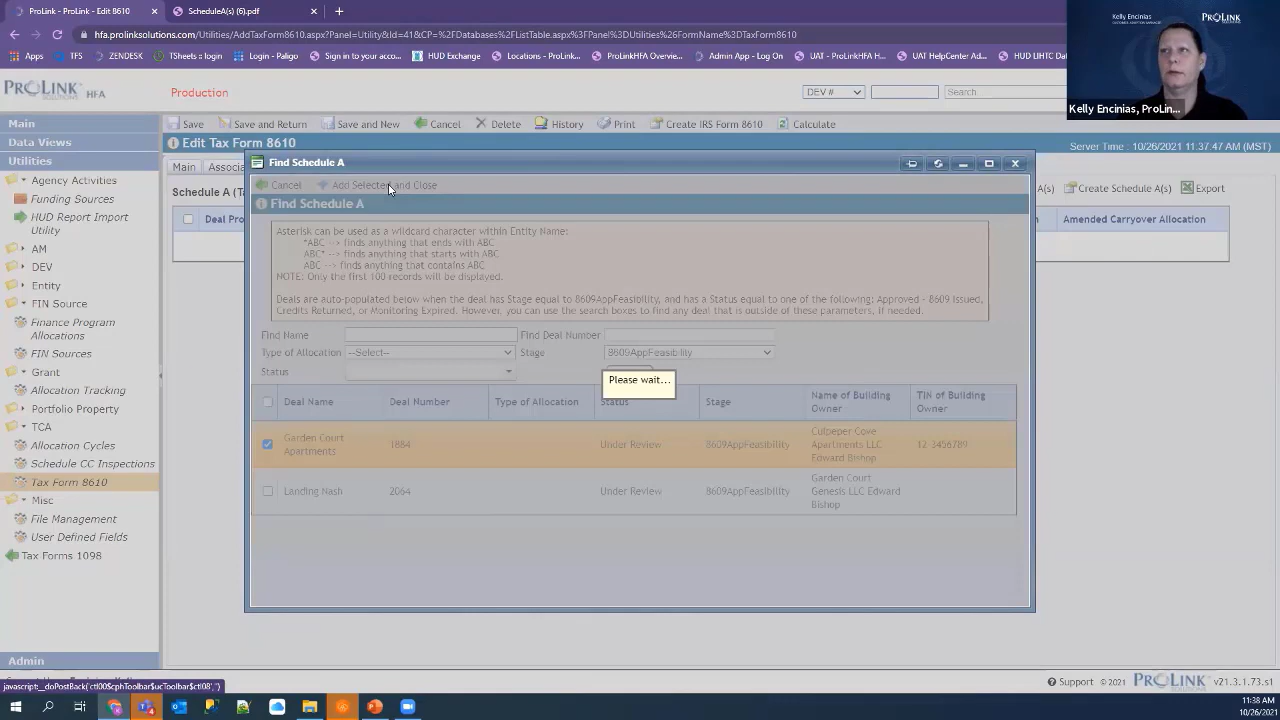 ProLink - ProLink - Edit 8610
ScheduleA(s) (6).pdf
hfa.prolinksolutions.com/Utilities/AddTaxForm8610.aspx?Panel=Utility&id=41&ref=Databases%2FListTable.aspx%3FPanel%3DUtilities%26FormName%3DTaxForm8610
Apps TFS ZENDESK TSheets :: login Login - Paligo Sign in to your acco... HUD Exchange Locations - ProLink... ProLinkHFA Overvie... Admin App - Log On UAT - ProLinkHFA H... UAT HelpCenter Ad... HUD LIHTC Dat
Kelly Encinias
PROLINK
Kelly Encinias, ProLin...
PROLINK SOLUTIONS HFA
Production
DEV #
Search...
Main
Data Views
Utilities
Agency Activities
Funding Sources
HUD Report Import
Utility
AM
DEV
Entity
FIN Source
Finance Program
Allocations
FIN Sources
Grant
Allocation Tracking
Portfolio Property
TCA
Allocation Cycles
Schedule CC Inspections
Tax Form 8610
Misc
File Management
User Defined Fields
Tax Forms 1098
Admin
Save Save and Return Save and New Cancel Delete History Print Create IRS Form 8610 Calculate
Edit Tax Form 8610
Server Time : 10/26/2021 11:37:47 AM (MST)
Main Associa
Schedule A (Ta
A(s) Create Schedule A(s) Export
Deal Pro
Amended Carryover Allocation
Find Schedule A
Cancel Add Selected and Close
Find Schedule A
Asterisk can be used as a wildcard character within Entity Name:
*ABC --> finds anything that ends with ABC
ABC* --> finds anything that starts with ABC
ABC --> finds anything that contains ABC
NOTE: Only the first 100 records will be displayed.
Deals are auto-populated below when the deal has Stage equal to 8609AppFeasibility, and has a Status equal to one of the following: Approved - 8609 Issued,
Credits Returned, or Monitoring Expired. However, you can use the search boxes to find any deal that is outside of these parameters, if needed.
Find Name Find Deal Number
Type of Allocation --Select-- Stage 8609AppFeasibility
Status
Please wait...
Deal Name Deal Number Type of Allocation Status Stage Name of Building Owner TIN of Building Owner
Garden Court Apartments 1884 Under Review 8609AppFeasibility Culpeper Cove Apartments LLC Edward Bishop 12-3456789
Landing Nash 2064 Under Review 8609AppFeasibility Garden Court Genesis LLC Edward Bishop
javascript:__doPostBack('ctl00$cphToolbar$ucToolbar$ctl08','')
Support © 2021 PROLINK SOLUTIONS v21.3.1.73.s1
11:38 AM
10/26/2021